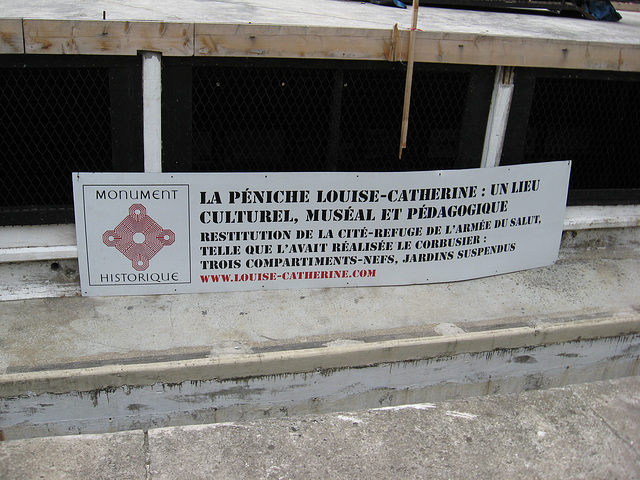 MONUMENT
HISTORIQUE
LA PÉNICHE LOUISE-CATHERINE : UN LIEU
CULTUREL, MUSÉAL ET PÉDAGOGIQUE
RESTITUTION DE LA CITÉ-REFUGE DE L'ARMÉE DU SALUT,
TELLE QUE L'AVAIT RÉALISÉE LE CORBUSIER :
TROIS COMPARTIMENTS-NEFS, JARDINS SUSPENDUS
WWW.LOUISE-CATHERINE.COM